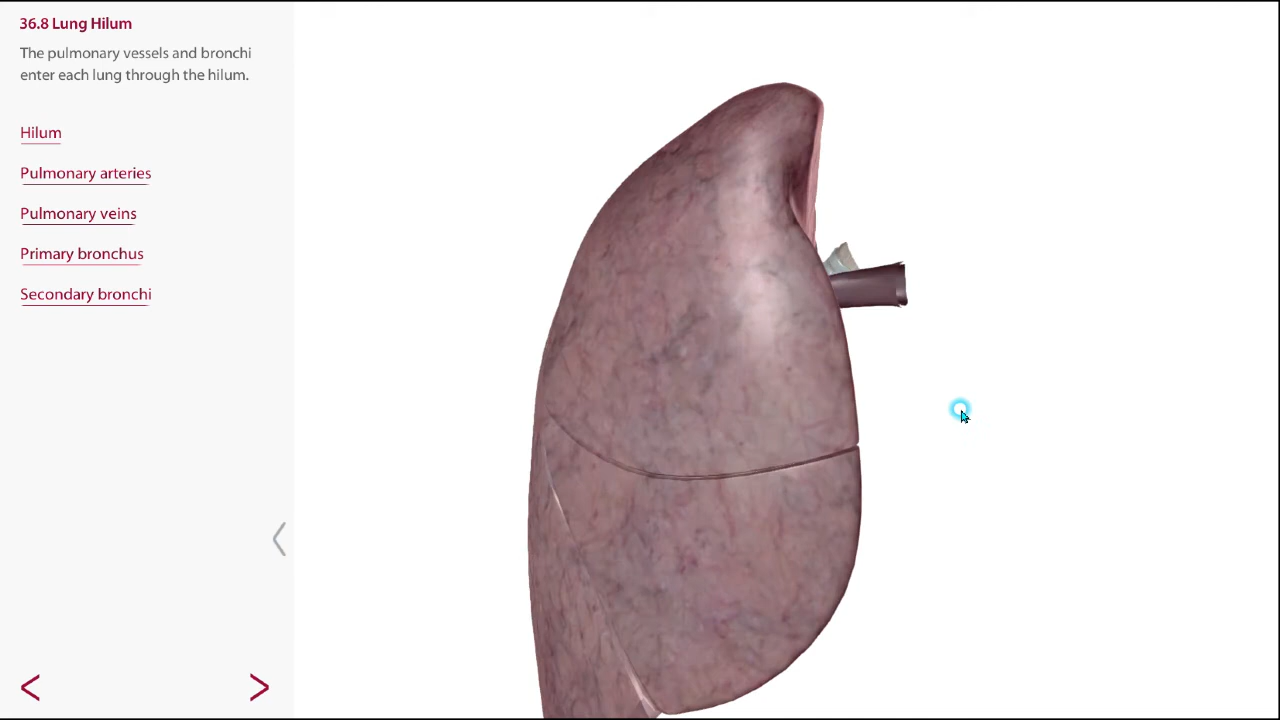 36.8 Lung Hilum
The pulmonary vessels and bronchi
enter each lung through the hilum.
Hilum
Pulmonary arteries
Pulmonary veins
Primary bronchus
Secondary bronchi